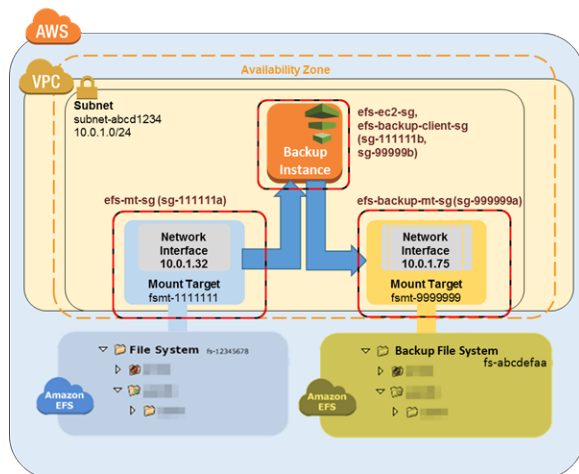 AWS
VPC
Availability Zone
Subnet
subnet-abcd1234
10.0.1.0/24
efs-ec2-sg,
efs-backup-client-sg
(sg-111111b,
sg-99999b)
Backup
Instance
efs-mt-sg (sg-111111a)
efs-backup-mt-sg(sg-999999a)
Network
Interface
10.0.1.32
Mount Target
fsmt-1111111
Network
Interface
10.0.1.75
Mount Target
fsmt-9999999
File System fs-12345678
Amazon
EFS
Backup File System
fs-abcdefaa
Amazon
EFS